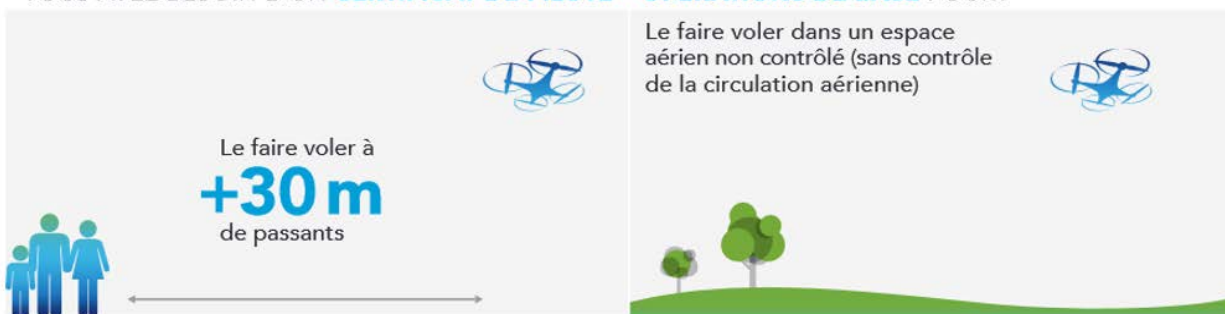 Le faire voler à
+30 m
de passants
Le faire voler dans un espace
aérien non contrôlé (sans contrôle
de la circulation aérienne)